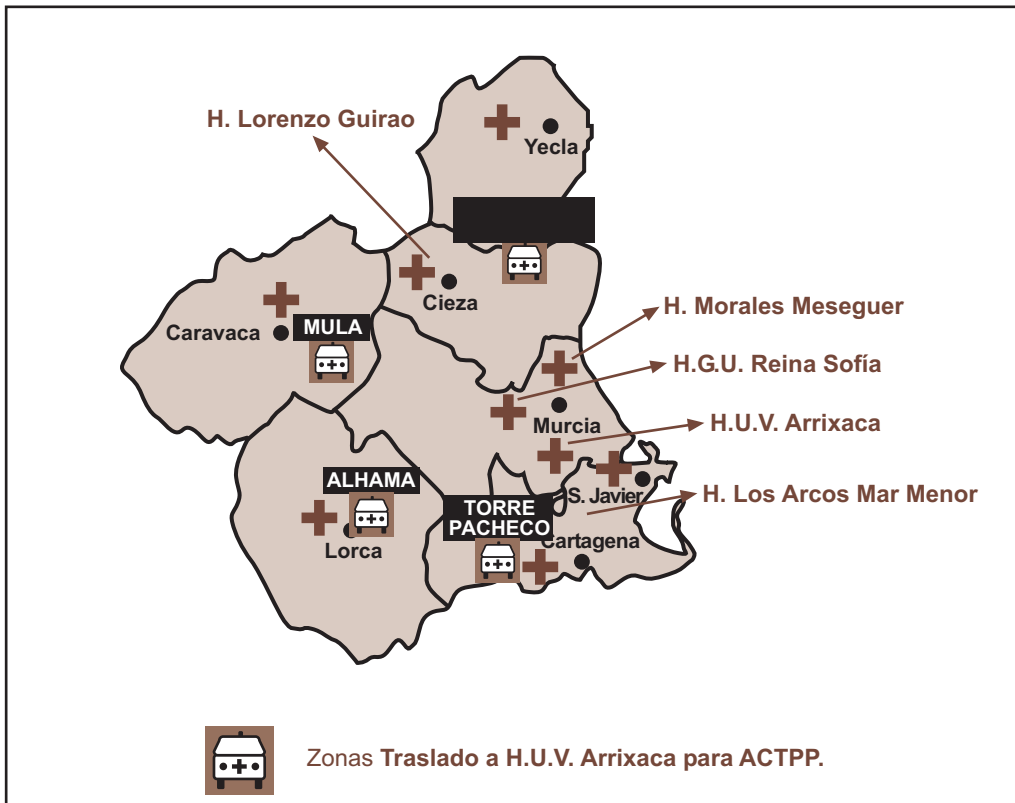 H. Lorenzo Guirao
Yecla
Cieza
Caravaca
MULA
H. Morales Meseguer
H.G.U. Reina Sofía
Murcia
H.U.V. Arrixaca
S. Javier
H. Los Arcos Mar Menor
ALHAMA
Lorca
TORRE
PACHECO
Cartagena
Zonas Traslado a H.U.V. Arrixaca para ACTPP.